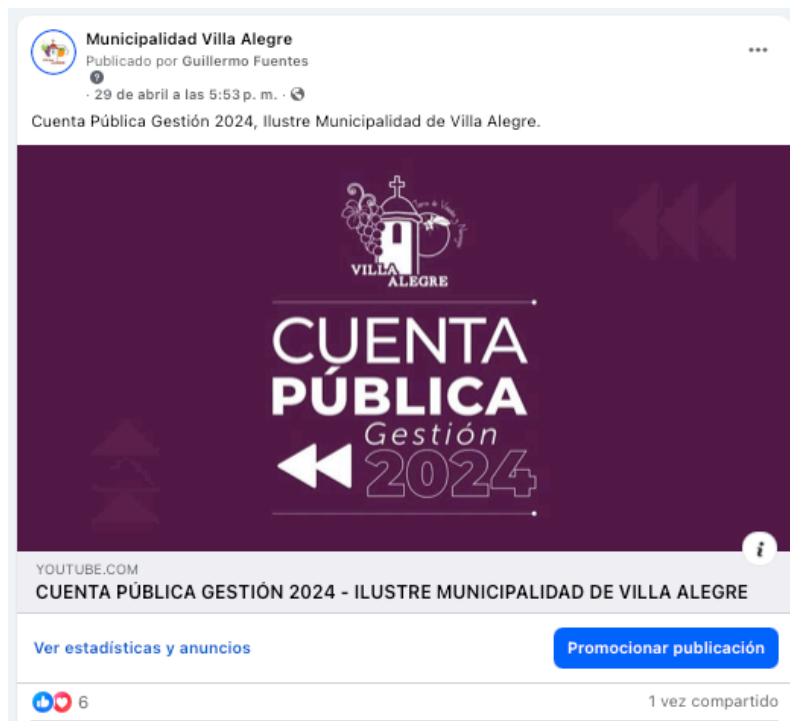 Municipalidad Villa Alegre
Publicado por Guillermo Fuentes
· 29 de abril a las 5:53 p. m. ·
Cuenta Pública Gestión 2024, Ilustre Municipalidad de Villa Alegre.
VILLA
ALEGRE
CUENTA
PÚBLICA
Gestión
2024
YOUTUBE.COM
CUENTA PÚBLICA GESTIÓN 2024 - ILUSTRE MUNICIPALIDAD DE VILLA ALEGRE
Ver estadísticas y anuncios
Promocionar publicación
6
1 vez compartido